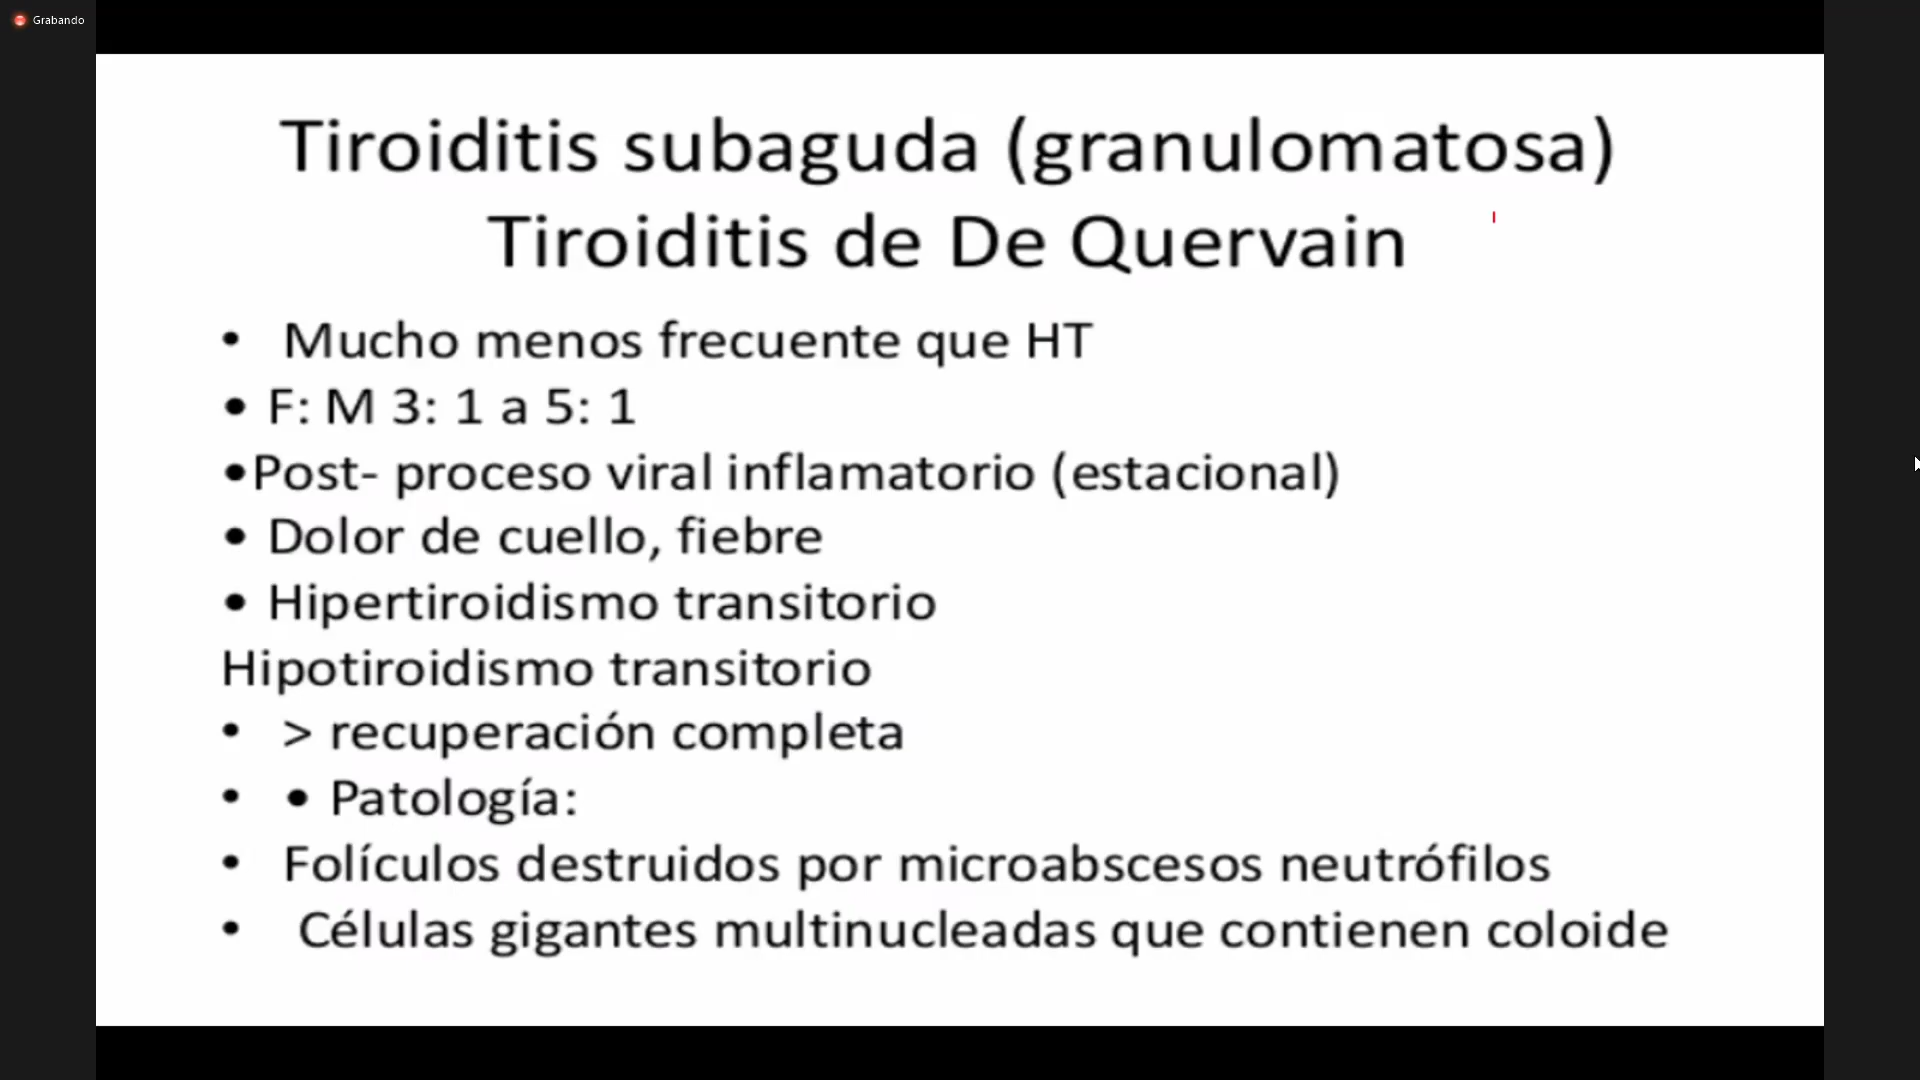 Grabando
Tiroiditis subaguda (granulomatosa)
Tiroiditis de De Quervain
• Mucho menos frecuente que HT
• F: M 3: 1 a 5: 1
•Post- proceso viral inflamatorio (estacional)
• Dolor de cuello, fiebre
• Hipertiroidismo transitorio
Hipotiroidismo transitorio
• > recuperación completa
• • Patología:
• Folículos destruidos por microabscesos neutrófilos
• Células gigantes multinucleadas que contienen coloide